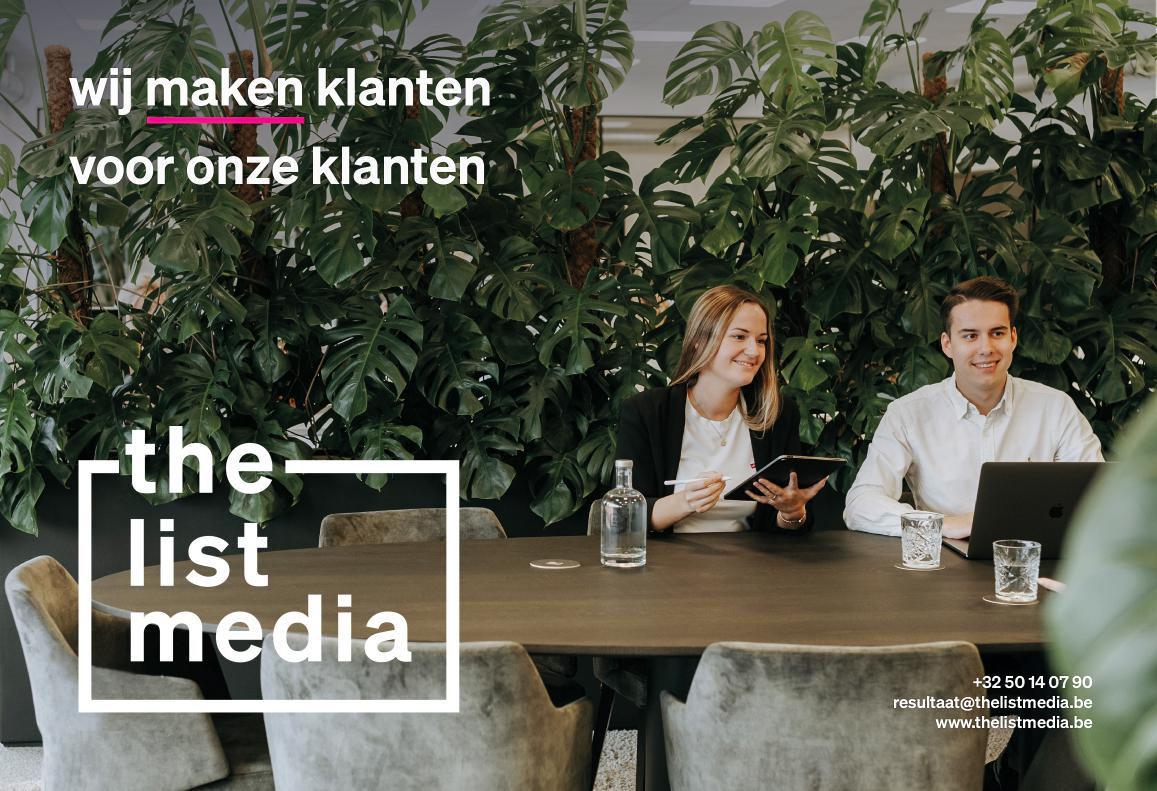 wij maken klanten
voor onze klanten
the
list
media
+32 50 14 07 90
resultaat@thelistmedia.be
www.thelistmedia.be